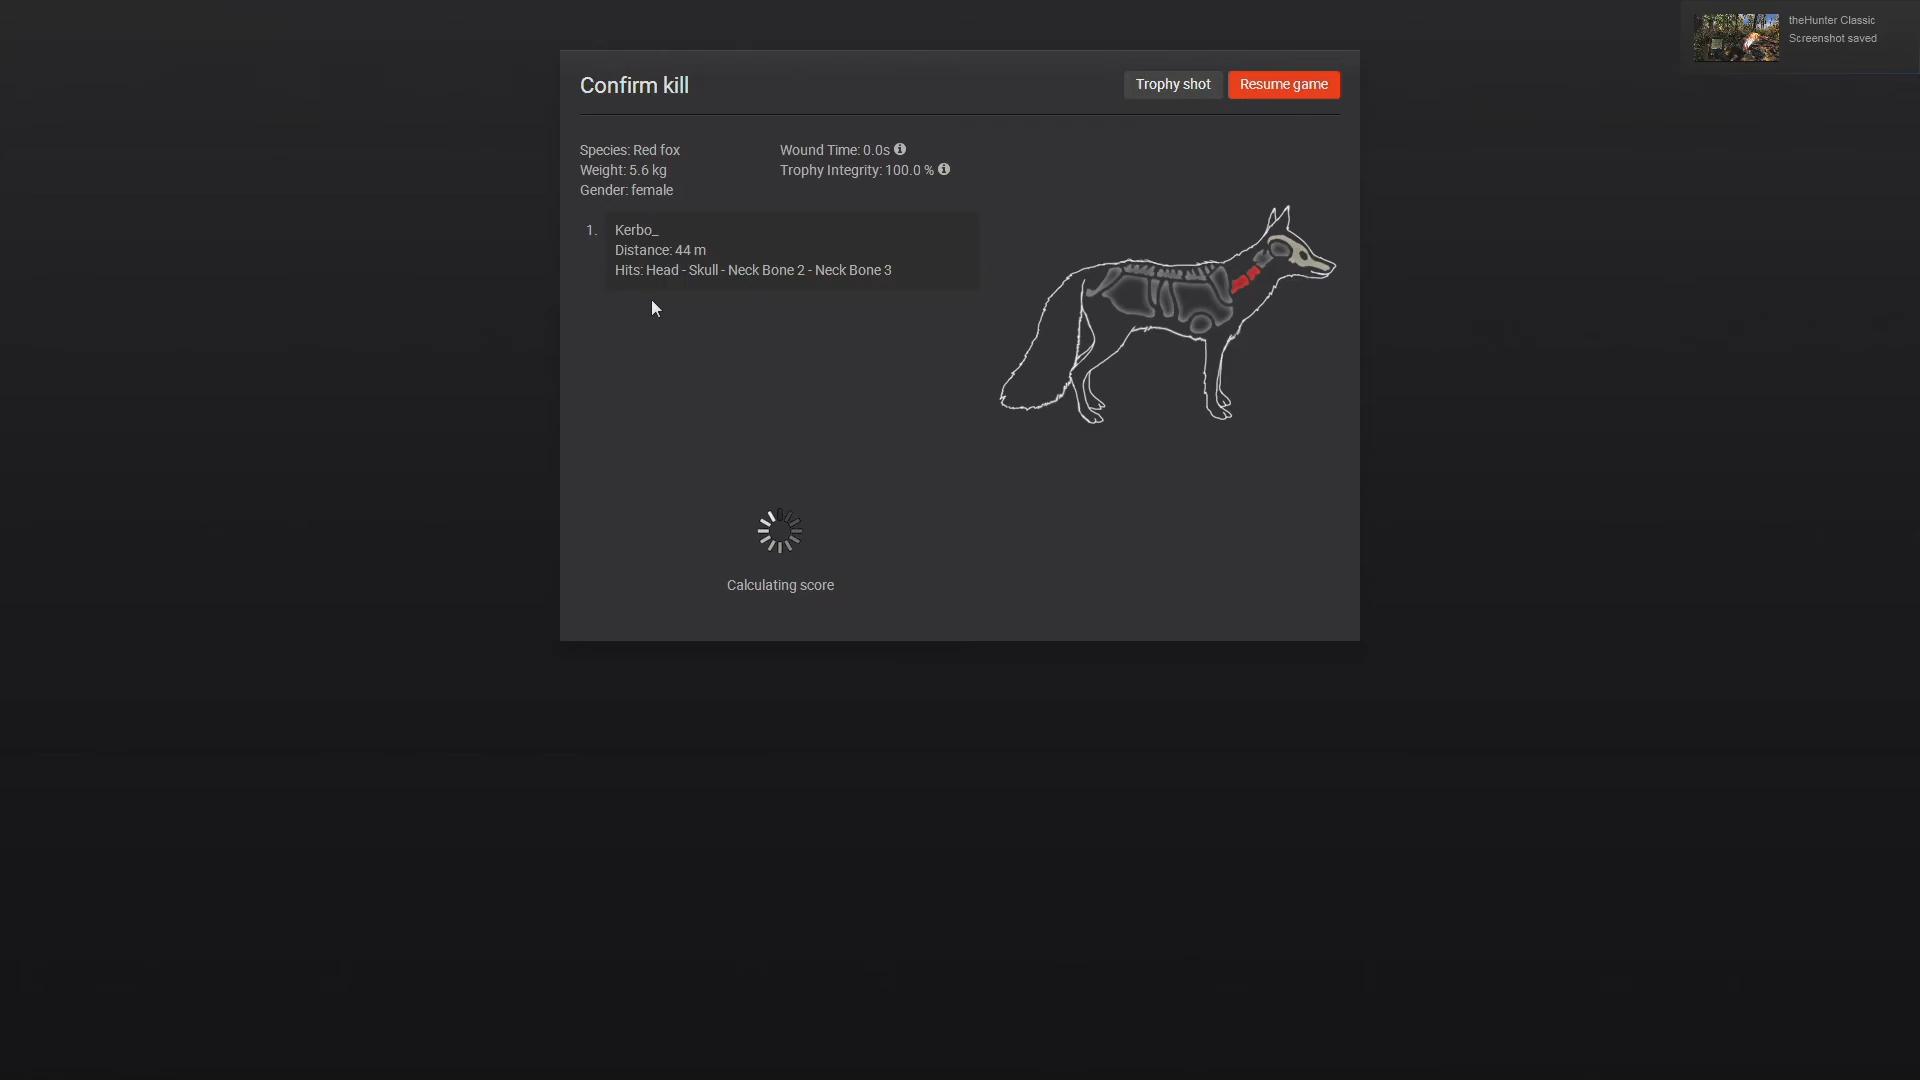 theHunter Classic
Screenshot saved
Confirm kill
Trophy shot
Resume game
Species: Red fox
Weight: 5.6 kg
Gender: female
Wound Time: 0.0s
Trophy Integrity: 100.0 %
1.
Kerbo_
Distance: 44 m
Hits: Head - Skull - Neck Bone 2 - Neck Bone 3
Calculating score